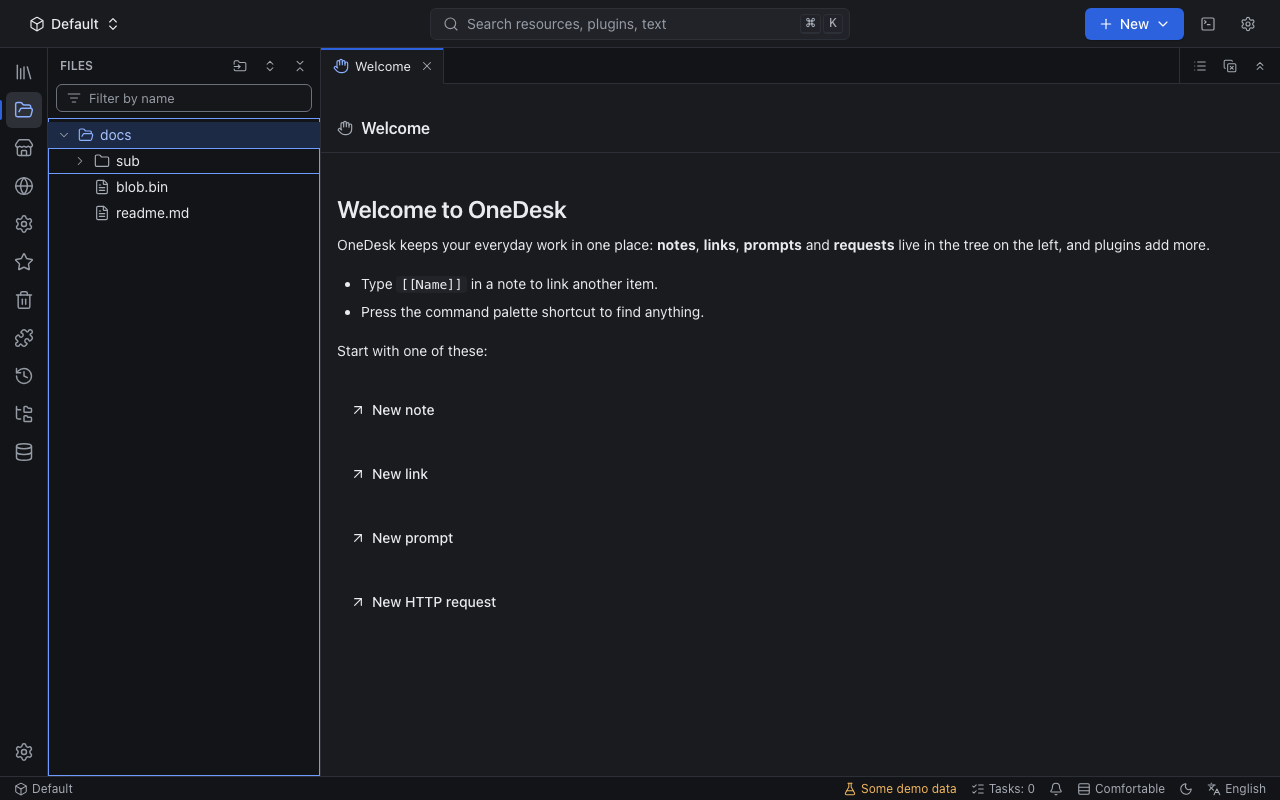 Default
Search resources, plugins, text
⌘ K
New
FILES
Welcome
Filter by name
docs
sub
blob.bin
readme.md
Welcome
Welcome to OneDesk
OneDesk keeps your everyday work in one place: notes, links, prompts and requests live in the tree on the left, and plugins add more.
• Type [[Name]] in a note to link another item.
• Press the command palette shortcut to find anything.
Start with one of these:
New note
New link
New prompt
New HTTP request
Default
Some demo data
Tasks: 0
Comfortable
English